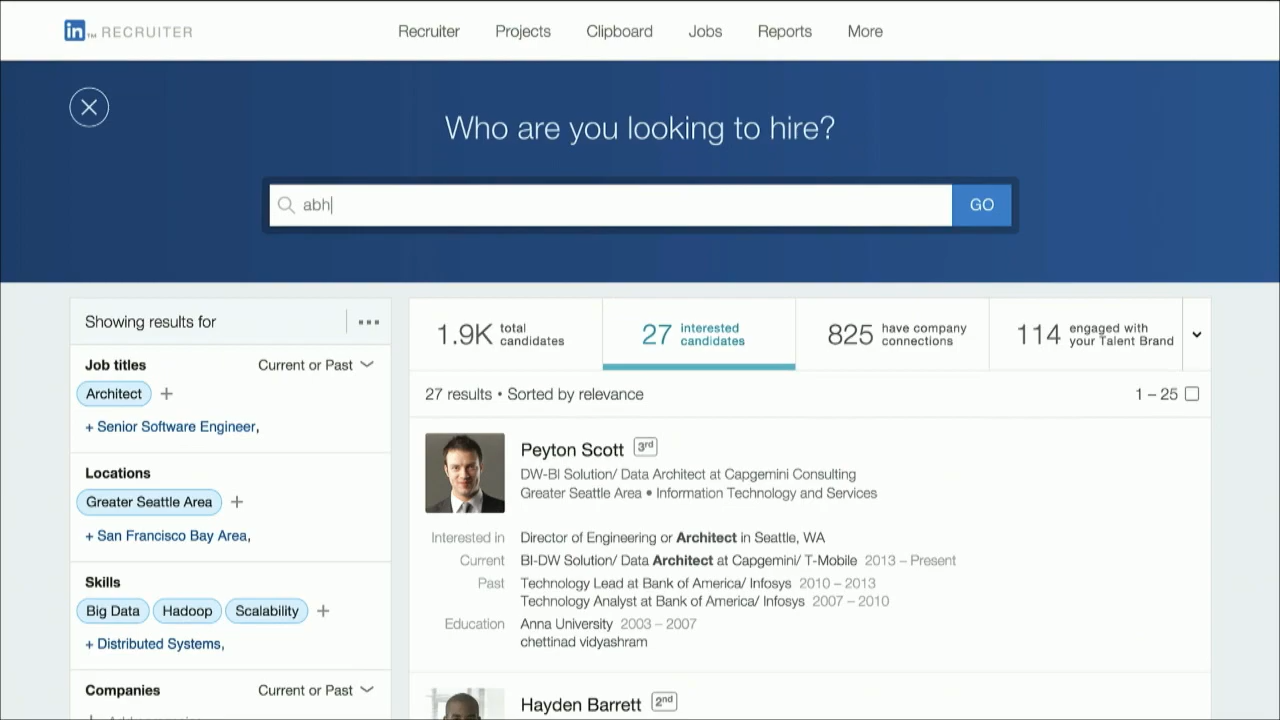 in™ RECRUITER
Recruiter Projects Clipboard Jobs Reports More
Who are you looking to hire?
abh
GO
Showing results for
Job titles Current or Past
Architect +
+ Senior Software Engineer,
Locations
Greater Seattle Area +
+ San Francisco Bay Area,
Skills
Big Data Hadoop Scalability +
+ Distributed Systems,
Companies Current or Past
1.9K total candidates
27 interested candidates
825 have company connections
114 engaged with your Talent Brand
27 results • Sorted by relevance 1 – 25
Peyton Scott 3rd
DW-BI Solution/ Data Architect at Capgemini Consulting
Greater Seattle Area • Information Technology and Services
Interested in Director of Engineering or Architect in Seattle, WA
Current BI-DW Solution/ Data Architect at Capgemini/ T-Mobile 2013 – Present
Past Technology Lead at Bank of America/ Infosys 2010 – 2013
Technology Analyst at Bank of America/ Infosys 2007 – 2010
Education Anna University 2003 – 2007
chettinad vidyashram
Hayden Barrett 2nd